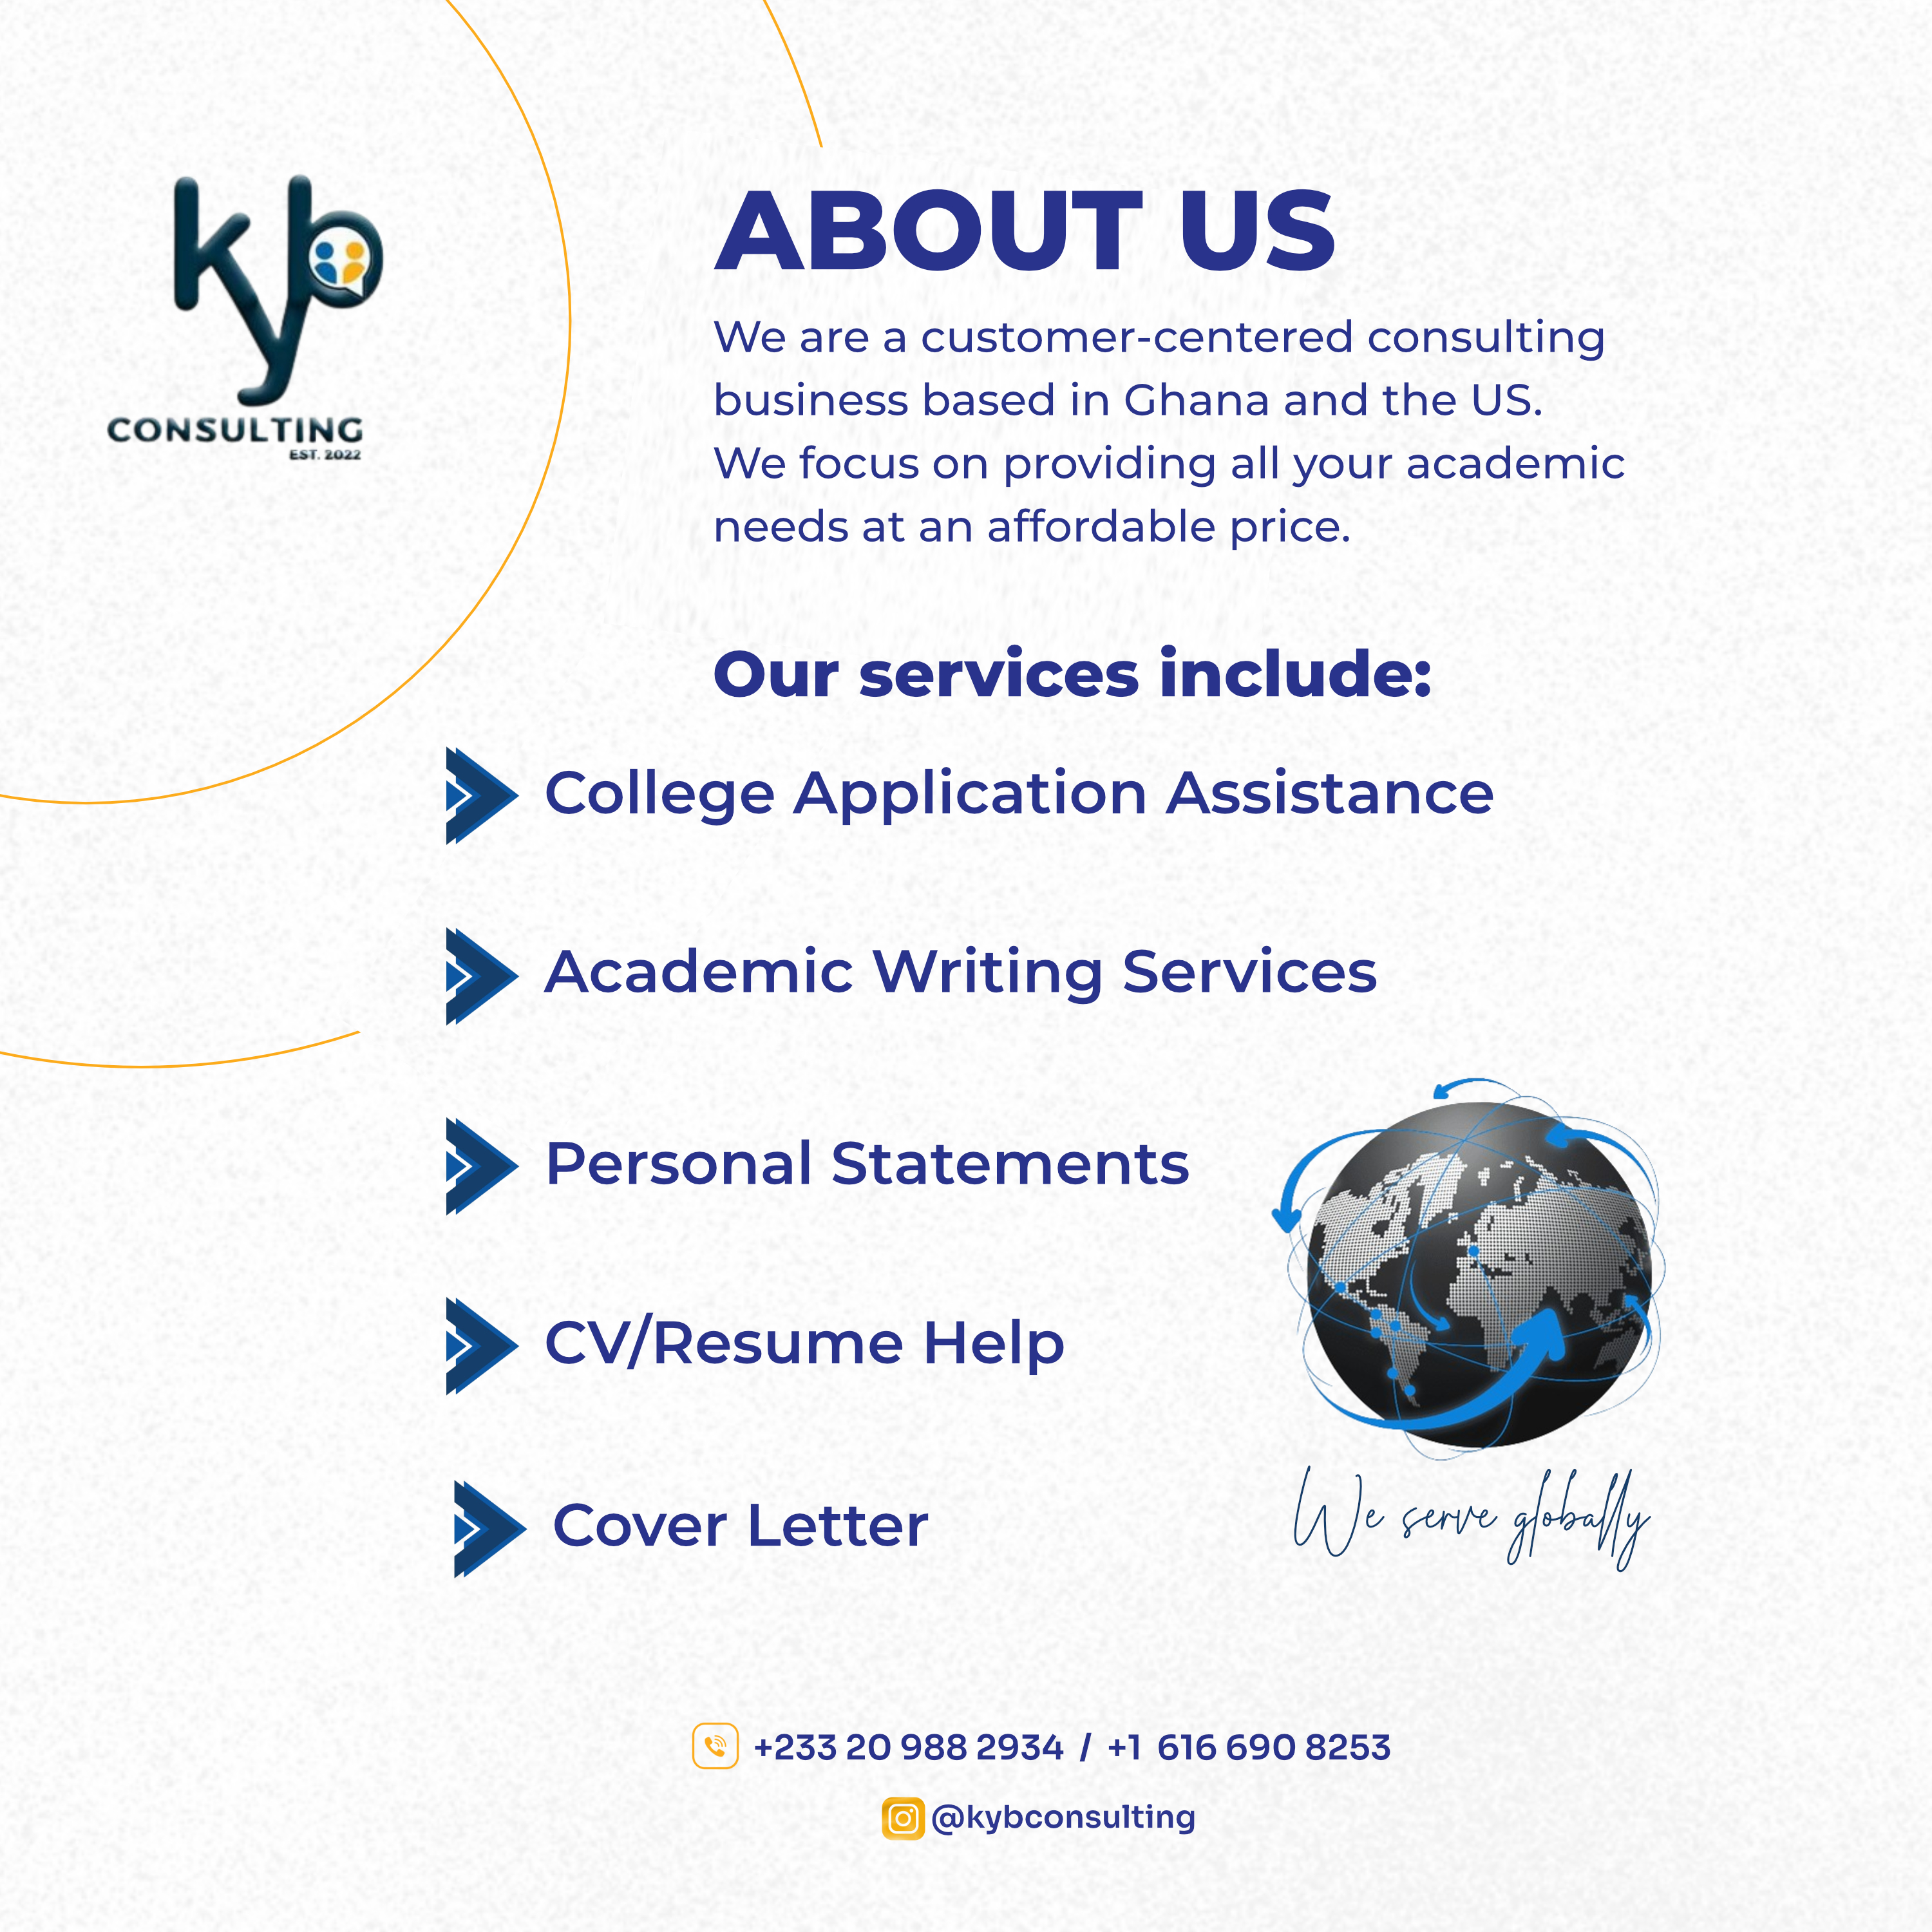 kyb
CONSULTING
EST. 2022
ABOUT US
We are a customer-centered consulting
business based in Ghana and the US.
We focus on providing all your academic
needs at an affordable price.
Our services include:
College Application Assistance
Academic Writing Services
Personal Statements
CV/Resume Help
Cover Letter
We serve globally
+233 20 988 2934 / +1 616 690 8253
@kybconsulting